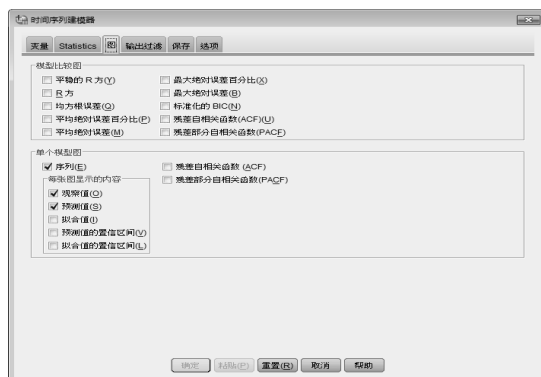 时间序列建模器
变量 Statistics 图 输出过滤 保存 选项
模型比较图
平稳的 R 方(Y) 最大绝对误差百分比(X)
R 方 最大绝对误差(B)
均方根误差(Q) 标准化的 BIC(N)
平均绝对误差百分比(P) 残差自相关函数(ACF)(U)
平均绝对误差(M) 残差部分自相关函数(PACF)
单个模型图
序列(E) 残差自相关函数 (ACF)
每张图显示的内容 残差部分自相关函数(PACF)
观察值(O)
预测值(S)
拟合值(I)
预测值的置信区间(V)
拟合值的置信区间(L)
确定 粘贴(P) 重置(R) 取消 帮助